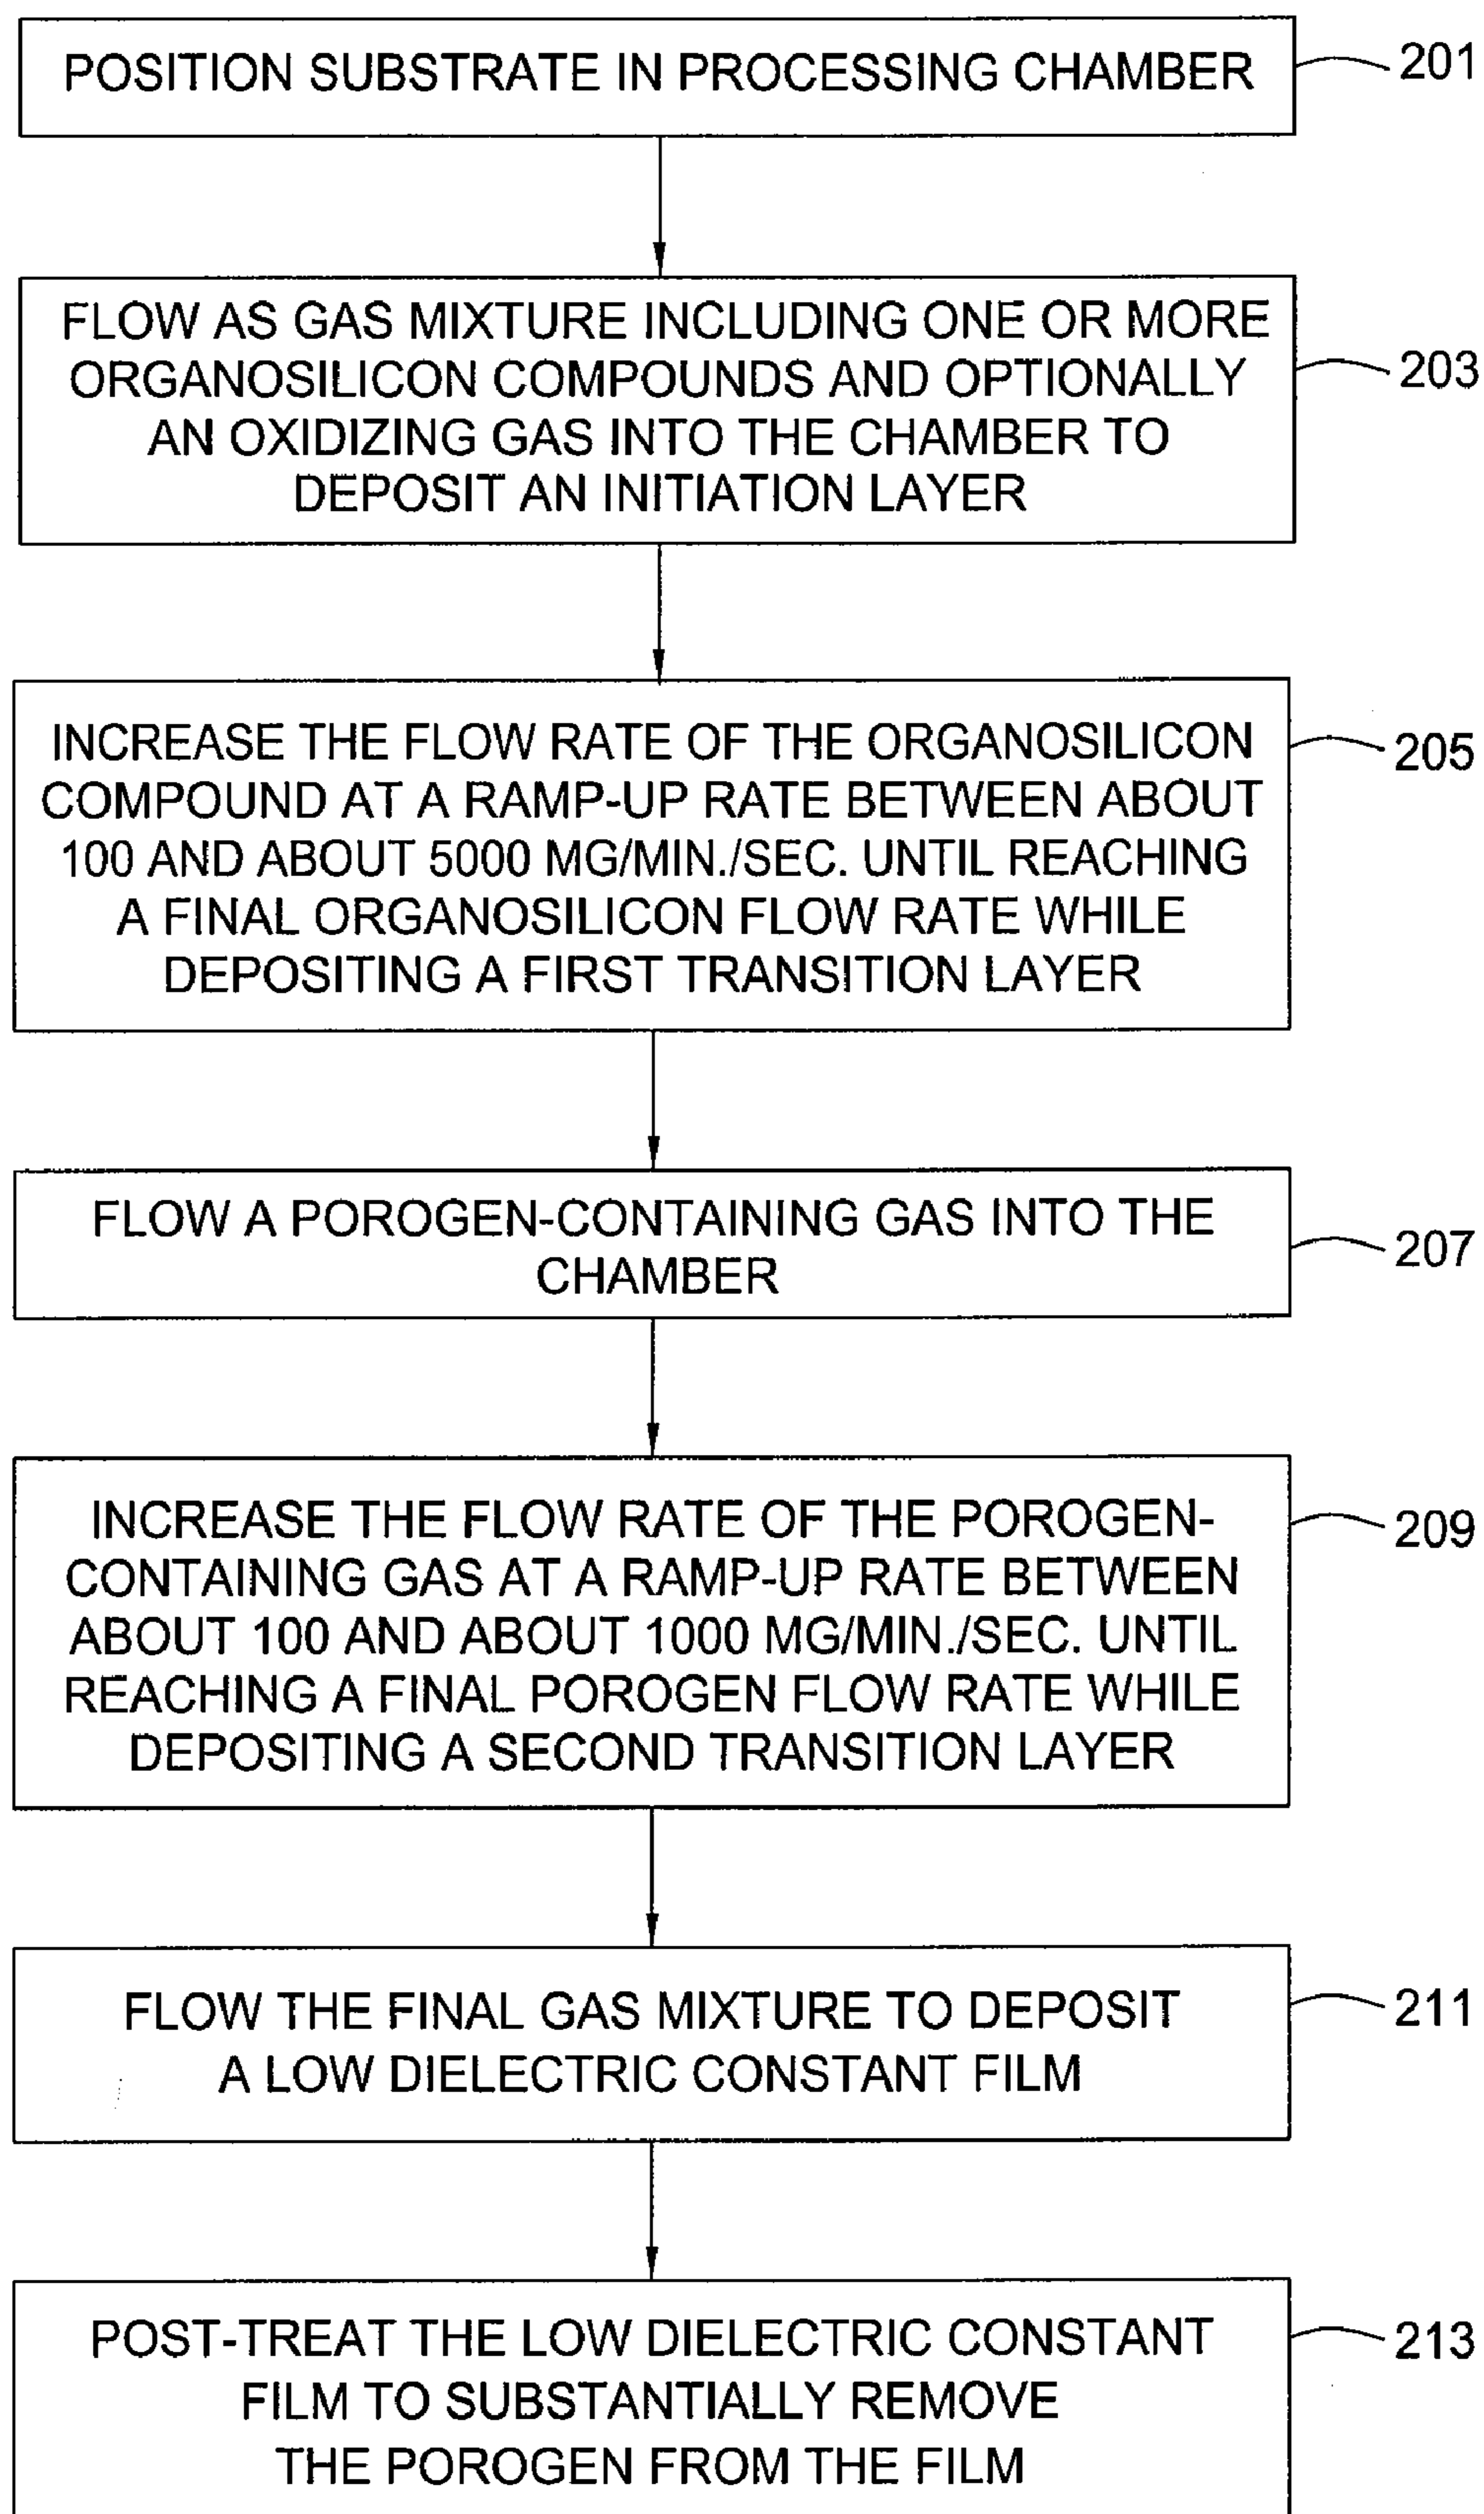 POSITION SUBSTRATE IN PROCESSING CHAMBER
201
FLOW AS GAS MIXTURE INCLUDING ONE OR MORE
ORGANOSILICON COMPOUNDS AND OPTIONALLY
AN OXIDIZING GAS INTO THE CHAMBER TO
DEPOSIT AN INITIATION LAYER
203
INCREASE THE FLOW RATE OF THE ORGANOSILICON
COMPOUND AT A RAMP-UP RATE BETWEEN ABOUT
100 AND ABOUT 5000 MG/MIN./SEC. UNTIL REACHING
A FINAL ORGANOSILICON FLOW RATE WHILE
DEPOSITING A FIRST TRANSITION LAYER
205
FLOW A POROGEN-CONTAINING GAS INTO THE
CHAMBER
207
INCREASE THE FLOW RATE OF THE POROGEN-
CONTAINING GAS AT A RAMP-UP RATE BETWEEN
ABOUT 100 AND ABOUT 1000 MG/MIN./SEC. UNTIL
REACHING A FINAL POROGEN FLOW RATE WHILE
DEPOSITING A SECOND TRANSITION LAYER
209
FLOW THE FINAL GAS MIXTURE TO DEPOSIT
A LOW DIELECTRIC CONSTANT FILM
211
POST-TREAT THE LOW DIELECTRIC CONSTANT
FILM TO SUBSTANTIALLY REMOVE
THE POROGEN FROM THE FILM
213